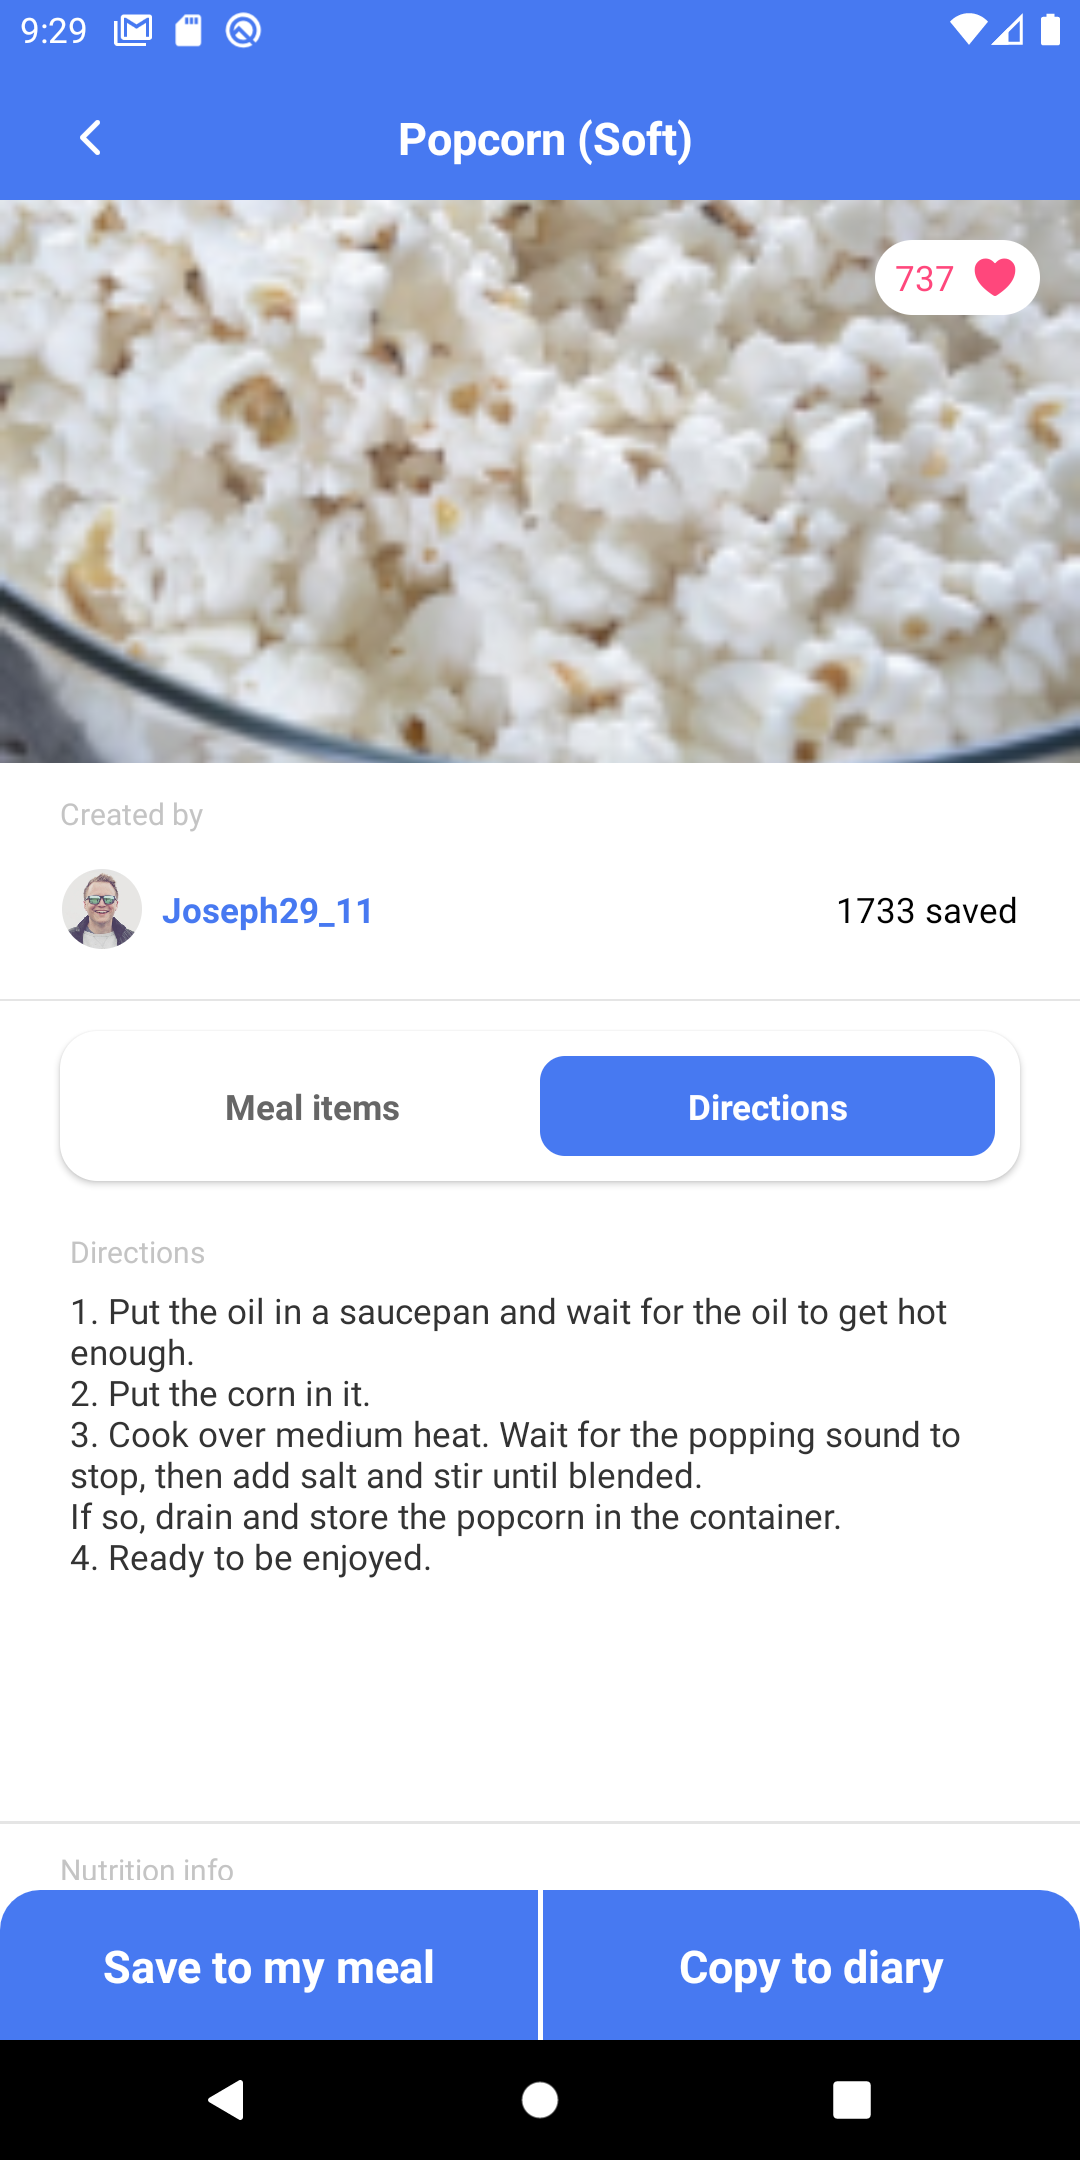 9:29
Popcorn (Soft)
737
Created by
Joseph29_11
1733 saved
Meal items
Directions
Directions
1. Put the oil in a saucepan and wait for the oil to get hot
enough.
2. Put the corn in it.
3. Cook over medium heat. Wait for the popping sound to
stop, then add salt and stir until blended.
If so, drain and store the popcorn in the container.
4. Ready to be enjoyed.
Nutrition info
Save to my meal
Copy to diary